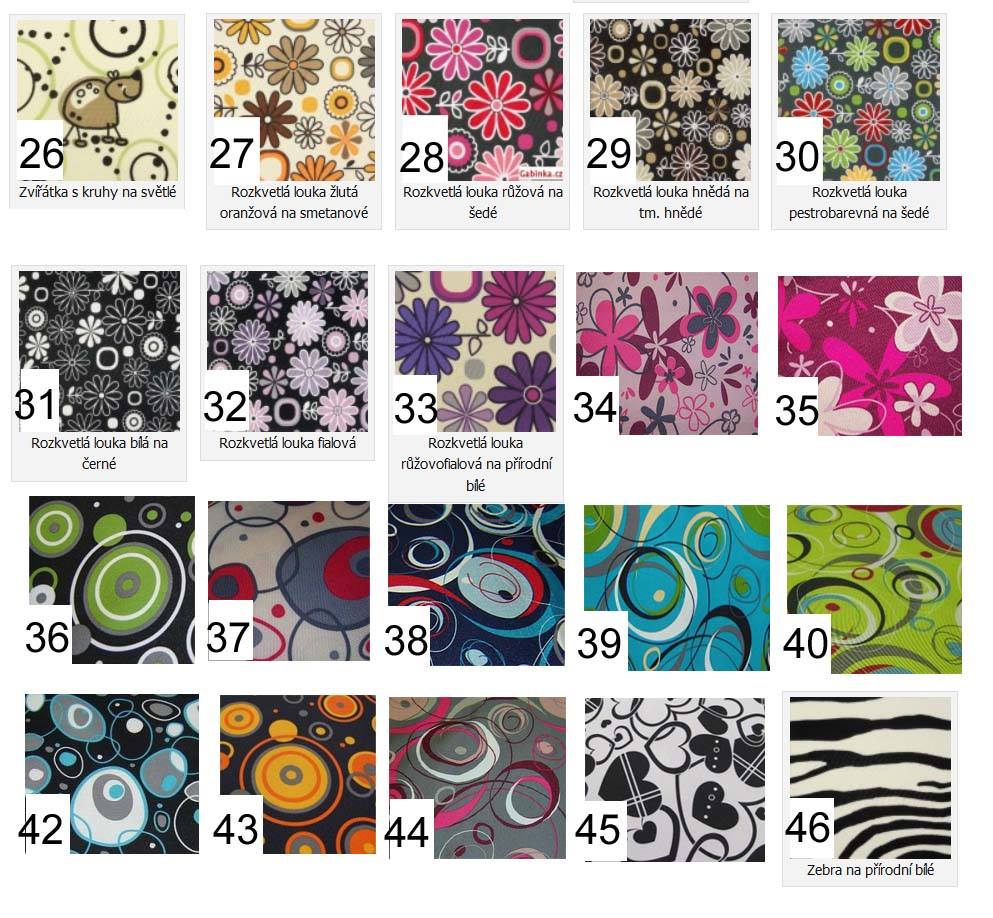 26
Zvířátka s kruhy na světlé
27
Rozkvetlá louka žlutá
oranžová na smetanové
28
Gabinka.cz
Rozkvetlá louka růžová na
šedé
29
Rozkvetlá louka hnědá na
tm. hnědé
30
Rozkvetlá louka
pestrobarevná na šedé
31
Rozkvetlá louka bílá na
černé
32
Rozkvetlá louka fialová
33
Rozkvetlá louka
růžovofialová na přírodní
bílé
34
35
36
37
38
39
40
42
43
44
45
46
Zebra na přírodní bílé